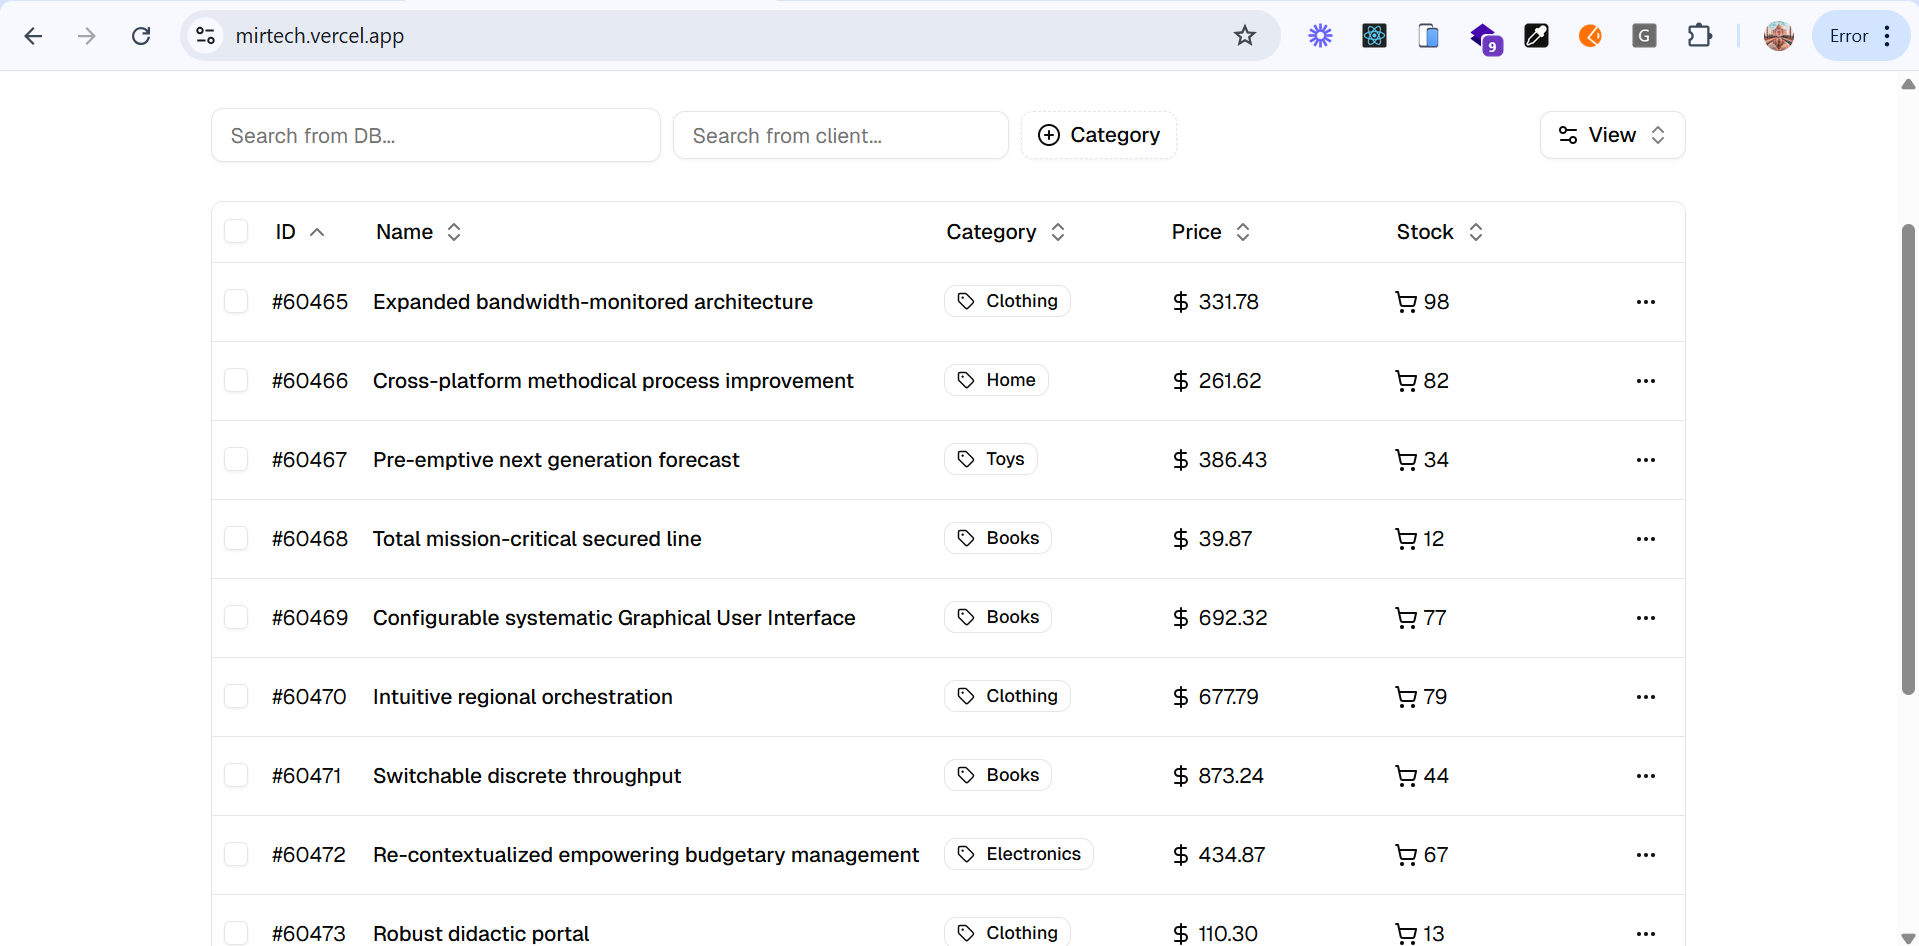 mirtech.vercel.app 9 G Error
Search from DB... Search from client... Category View
ID Name Category Price Stock
#60465 Expanded bandwidth-monitored architecture Clothing $ 331.78 98
#60466 Cross-platform methodical process improvement Home $ 261.62 82
#60467 Pre-emptive next generation forecast Toys $ 386.43 34
#60468 Total mission-critical secured line Books $ 39.87 12
#60469 Configurable systematic Graphical User Interface Books $ 692.32 77
#60470 Intuitive regional orchestration Clothing $ 677.79 79
#60471 Switchable discrete throughput Books $ 873.24 44
#60472 Re-contextualized empowering budgetary management Electronics $ 434.87 67
#60473 Robust didactic portal Clothing $ 110.30 13